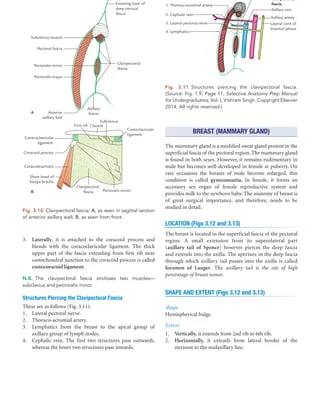 Investing layer of
deep cervical
fascia
Subclavius muscle
Pectoral fascia
Pectoralis minor
Pectoralis major
Clavipectoral
fascia
Axillary
fascia
A
Anterior
axillary fold
First rib
Clavicle
Subclavius
Costoclavicular
ligament
Coracoclavicular
ligament
Coracoid process
Coracobrachialis
Short head of
biceps brachii
B
Clavipectoral
fascia
Pectoralis minor
Fig. 3.10 Clavipectoral fascia: A, as seen in sagittal section
of anterior axillary wall; B, as seen from front.
3. Laterally, it is attached to the coracoid process and
blends with the coracoclavicular ligament. The thick
upper part of the fascia extending from first rib near
costochondral junction to the coracoid process is called
costocoracoid ligament.
N.B. The clavipectoral fascia encloses two muscles—
subclavius and pectoralis minor.
Structures Piercing the Clavipectoral Fascia
These are as follows (Fig. 3.11):
1. Lateral pectoral nerve.
2. Thoraco-acromial artery.
3. Lymphatics from the breast to the apical group of
axillary group of lymph nodes.
4. Cephalic vein. The first two structures pass outwards,
whereas the lower two structures pass inwards.
1. Thoraco-acromial artery
2. Cephalic vein
3. Lateral pectoral nerve
4. Lymphatics
fascia
Axillary vein
Axillary artery
Lateral cord of
brachial plexus
Fig. 3.11 Structures piercing the clavipectoral fascia.
(Source: Fig. 1.9, Page 11, Selective Anatomy Prep Manual
for Undergraduates, Vol. I, Vishram Singh. Copyright Elsevier
2014, All rights reserved.)
BREAST (MAMMARY GLAND)
The mammary gland is a modified sweat gland present in the
superficial fascia of the pectoral region. The mammary gland
is found in both sexes. However, it remains rudimentary in
male but becomes well-developed in female at puberty. On
rare occasions the breasts of male become enlarged, this
condition is called gynecomastia. In female, it forms an
accessory sex organ of female reproductive system and
provides milk to the newborn baby. The anatomy of breast is
of great surgical importance, and therefore, needs to be
studied in detail.
LOCATION (Figs 3.12 and 3.13)
The breast is located in the superficial fascia of the pectoral
region. A small extension from its superolateral part
(axillary tail of Spence) however pierces the deep fascia
and extends into the axilla. The aperture in the deep fascia
through which axillary tail passes into the axilla is called
foramen of Langer. The axillary tail is the site of high
percentage of breast tumor.
SHAPE AND EXTENT (Figs 3.12 and 3.13)
Shape
Hemispherical bulge.
Extent
1. Vertically, it extends from 2nd rib to 6th rib.
2. Horizontally, it extends from lateral border of the
sternum to the midaxillary line.